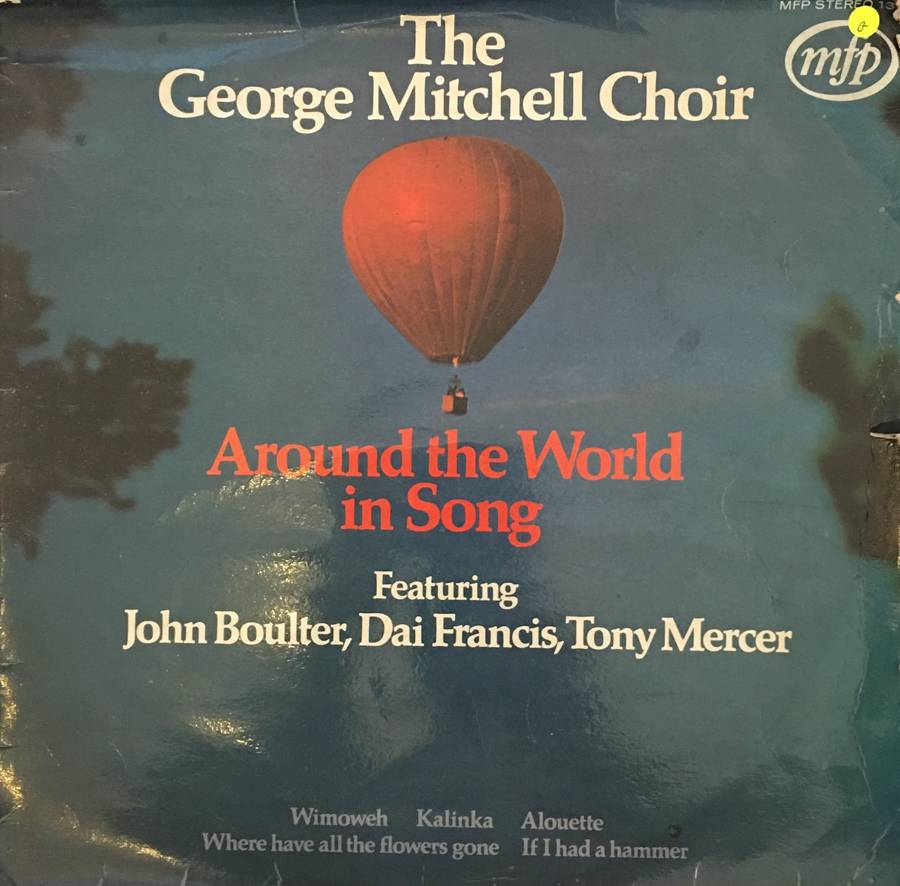 MFP STEREO 13
mfp
The
George Mitchell Choir
Around the World
in Song
Featuring
John Boulter, Dai Francis, Tony Mercer
Wimoweh Kalinka Alouette
Where have all the flowers gone If I had a hammer